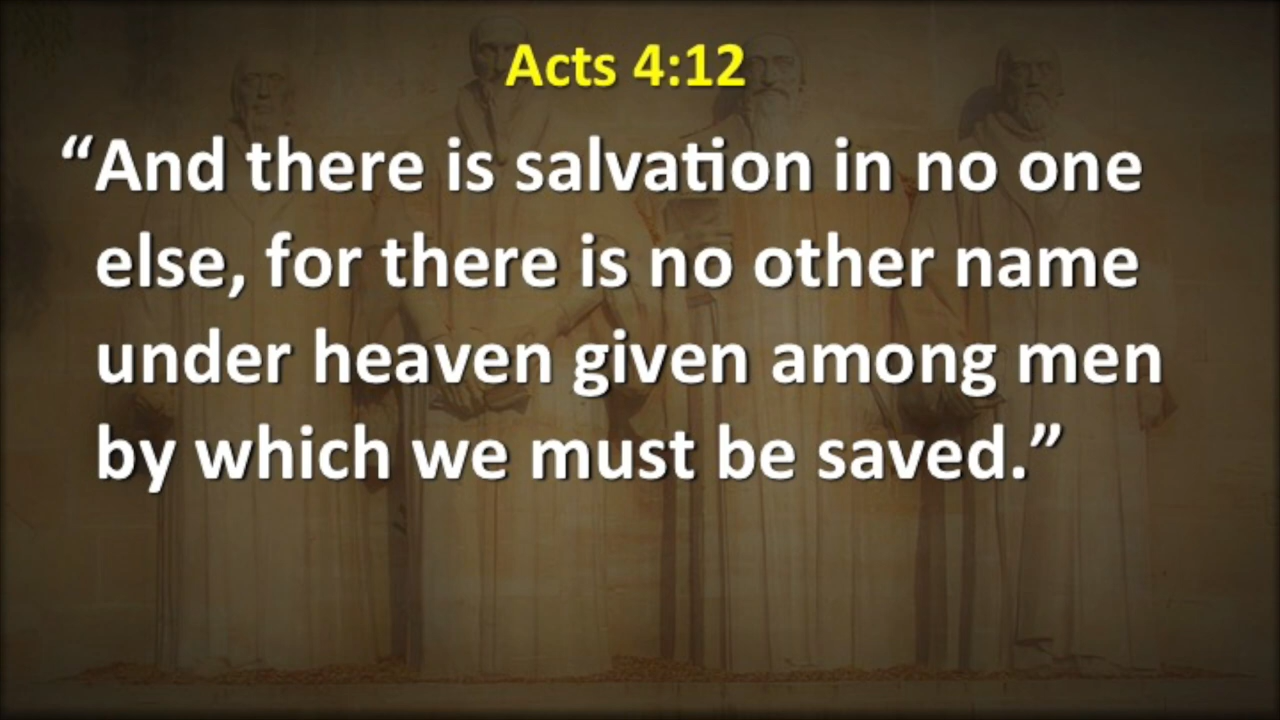 Acts 4:12
“And there is salvation in no one
else, for there is no other name
under heaven given among men
by which we must be saved.”